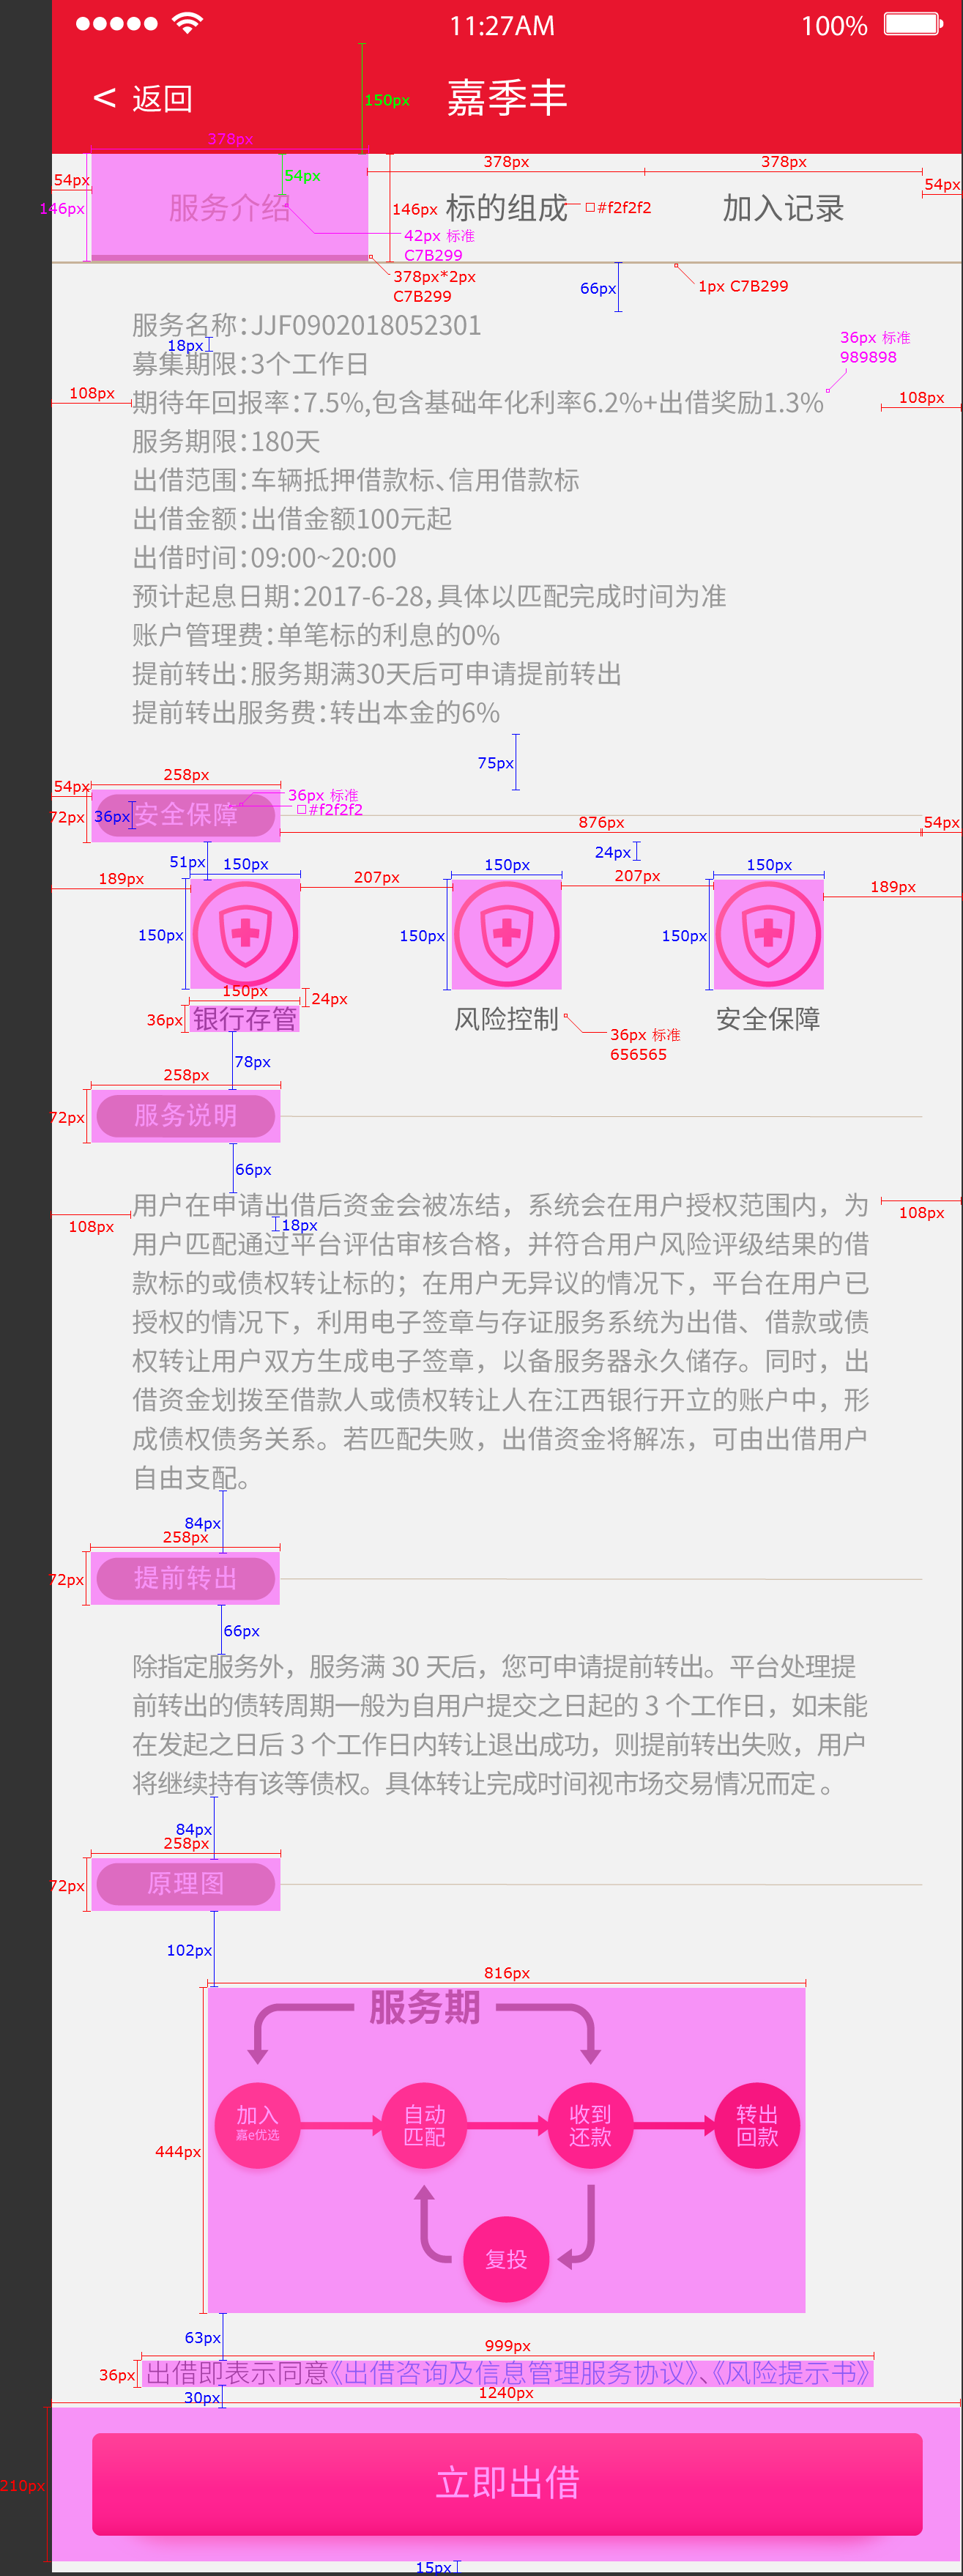 11:27AM 100%
< 返回 嘉季丰
150px
378px
54px 378px 378px
54px 54px
146px 服务介绍 146px 标的组成 □#f2f2f2 加入记录
42px 标准
C7B299
378px*2px
C7B299
66px 1px C7B299
服务名称:JJF0902018052301
18px 36px 标准
989898
募集期限:3个工作日
108px 期待年回报率:7.5%,包含基础年化利率6.2%+出借奖励1.3% 108px
服务期限:180天
出借范围:车辆抵押借款标、信用借款标
出借金额:出借金额100元起
出借时间:09:00~20:00
预计起息日期:2017-6-28,具体以匹配完成时间为准
账户管理费:单笔标的利息的0%
提前转出:服务期满30天后可申请提前转出
提前转出服务费:转出本金的6%
75px
258px
54px 36px 标准
72px 36px 安全保障 □#f2f2f2
876px 54px
51px 150px 24px 150px 150px
189px 207px 207px 189px
150px 150px 150px
150px 24px
36px 银行存管 风险控制 安全保障
36px 标准
656565
78px
258px
72px 服务说明
66px
用户在申请出借后资金会被冻结，系统会在用户授权范围内，为
108px 18px 108px
用户匹配通过平台评估审核合格，并符合用户风险评级结果的借
款标的或债权转让标的；在用户无异议的情况下，平台在用户已
授权的情况下，利用电子签章与存证服务系统为出借、借款或债
权转让用户双方生成电子签章，以备服务器永久储存。同时，出
借资金划拨至借款人或债权转让人在江西银行开立的账户中，形
成债权债务关系。若匹配失败，出借资金将解冻，可由出借用户
自由支配。
84px
258px
72px 提前转出
66px
除指定服务外，服务满 30 天后，您可申请提前转出。平台处理提
前转出的债转周期一般为自用户提交之日起的 3 个工作日，如未能
在发起之日后 3 个工作日内转让退出成功，则提前转出失败，用户
将继续持有该等债权。具体转让完成时间视市场交易情况而定 。
84px
258px
72px 原理图
102px
816px
服务期
加入
嘉e优选
自动
匹配
收到
还款
转出
回款
444px
复投
63px
999px
36px 出借即表示同意《出借咨询及信息管理服务协议》、《风险提示书》
30px 1240px
立即出借
210px
15px